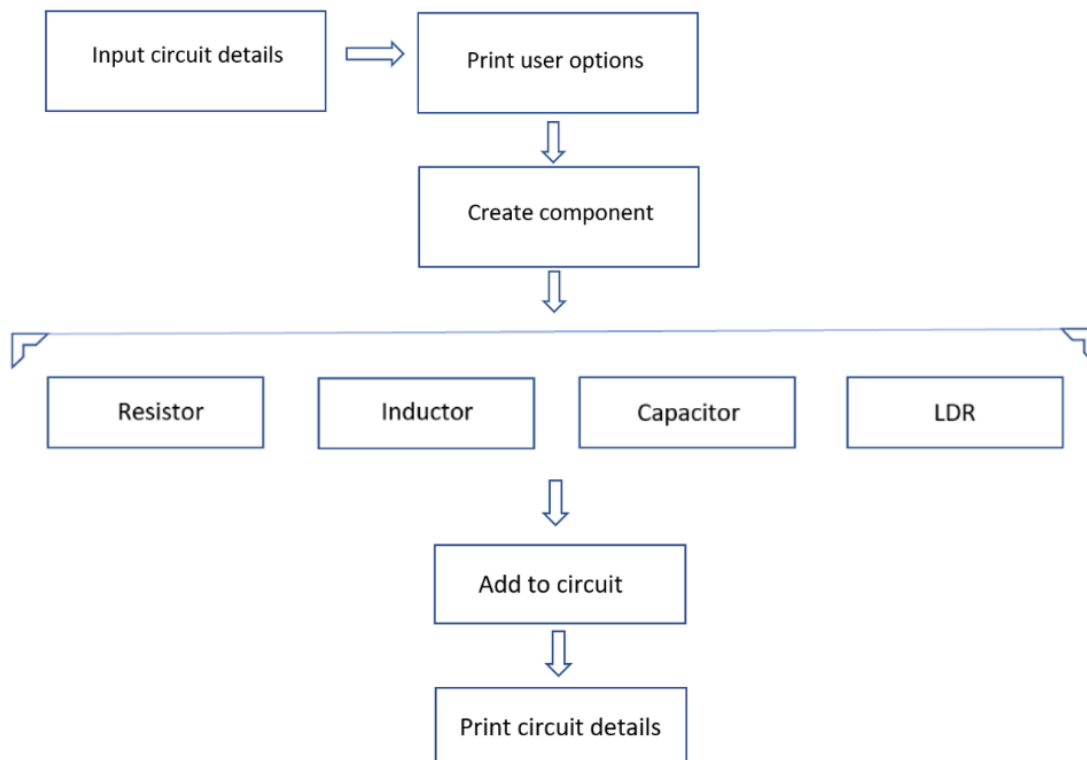 Input circuit details
Print user options
Create component
Resistor
Inductor
Capacitor
LDR
Add to circuit
Print circuit details